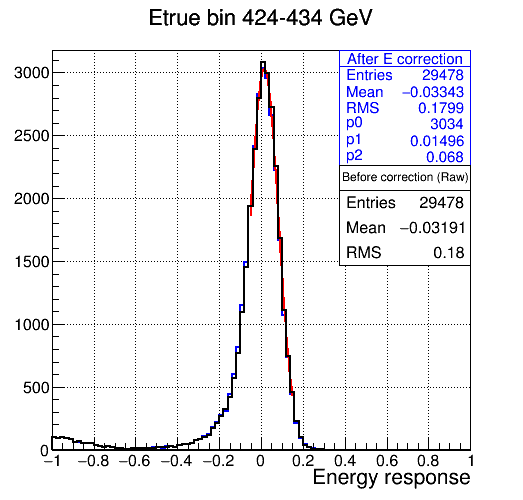 Etrue bin 424-434 GeV
After E correction
Entries 29478
Mean −0.03343
RMS 0.1799
p0 3034
p1 0.01496
p2 0.068
Before correction (Raw)
Entries 29478
Mean −0.03191
RMS 0.18
3000
2500
2000
1500
1000
500
0
−1 −0.8 −0.6 −0.4 −0.2 0 0.2 0.4 0.6 0.8 1
Energy response